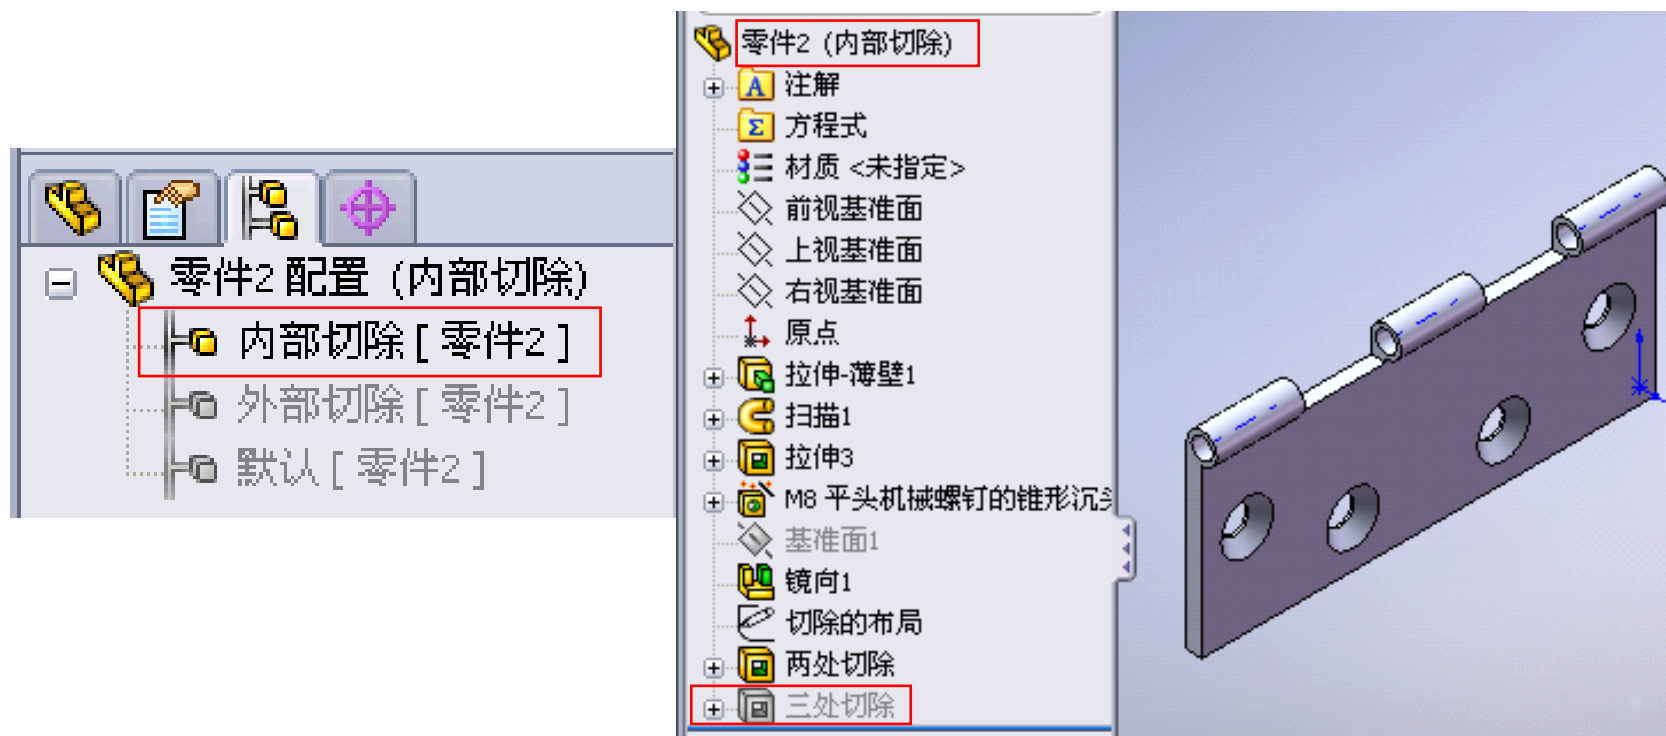 零件2 配置 (内部切除)
内部切除 [ 零件2 ]
外部切除 [ 零件2 ]
默认 [ 零件2 ]
零件2 (内部切除)
A 注解
Σ 方程式
材质 <未指定>
前视基准面
上视基准面
右视基准面
原点
拉伸-薄壁1
扫描1
拉伸3
M8 平头机械螺钉的锥形沉头
基准面1
镜向1
切除的布局
两处切除
三处切除